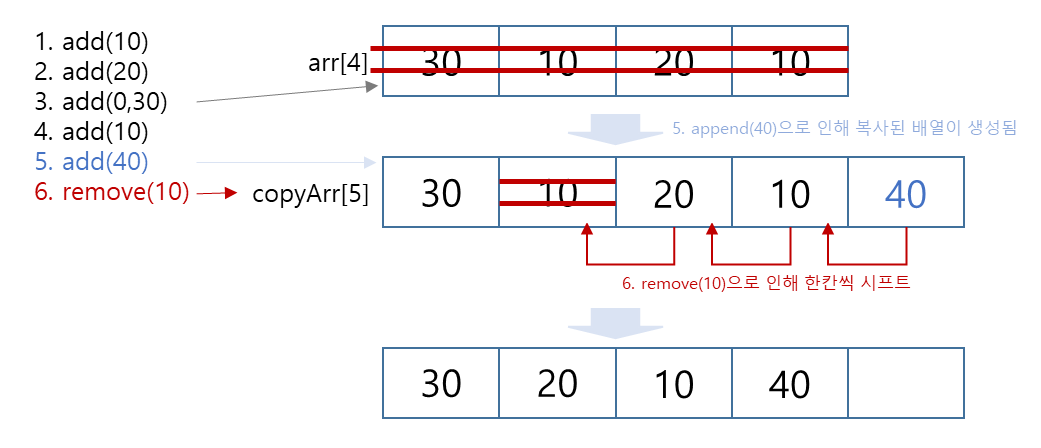 1. add(10)
2. add(20)
3. add(0,30)
4. add(10)
5. add(40)
6. remove(10)
arr[4]
30 10 20 10
5. append(40)으로 인해 복사된 배열이 생성됨
copyArr[5]
30 10 20 10 40
6. remove(10)으로 인해 한칸씩 시프트
30 20 10 40